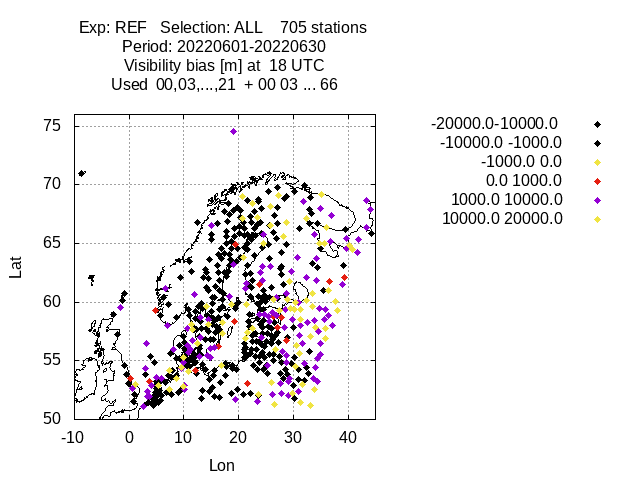 Exp: REF   Selection: ALL    705 stations
Period: 20220601-20220630
Visibility bias [m] at  18 UTC
Used  00,03,...,21  + 00 03 ... 66
-20000.0-10000.0
-10000.0 -1000.0
-1000.0 0.0
0.0 1000.0
1000.0 10000.0
10000.0 20000.0
75
70
65
60
55
50
Lat
-10 0 10 20 30 40
Lon